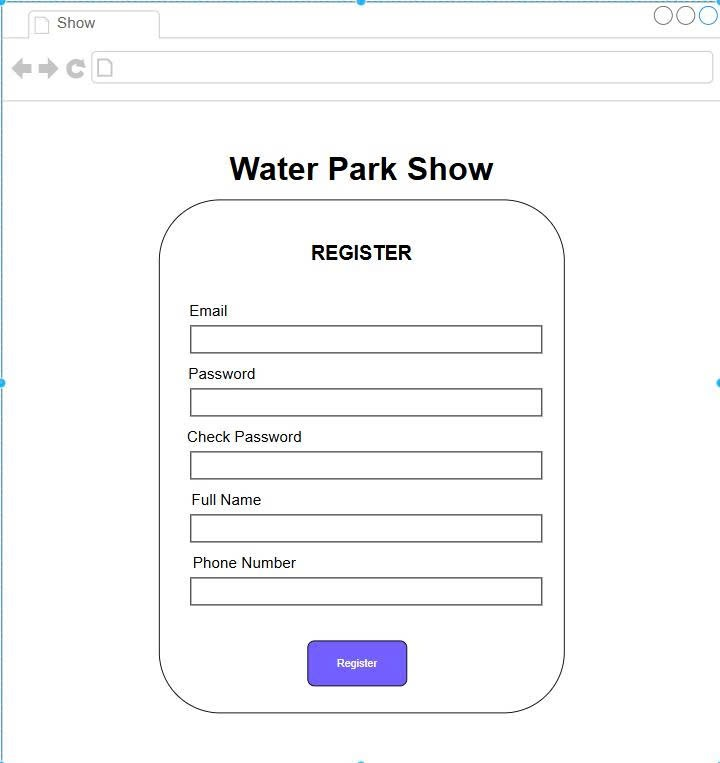 Show
Water Park Show
REGISTER
Email
Password
Check Password
Full Name
Phone Number
Register